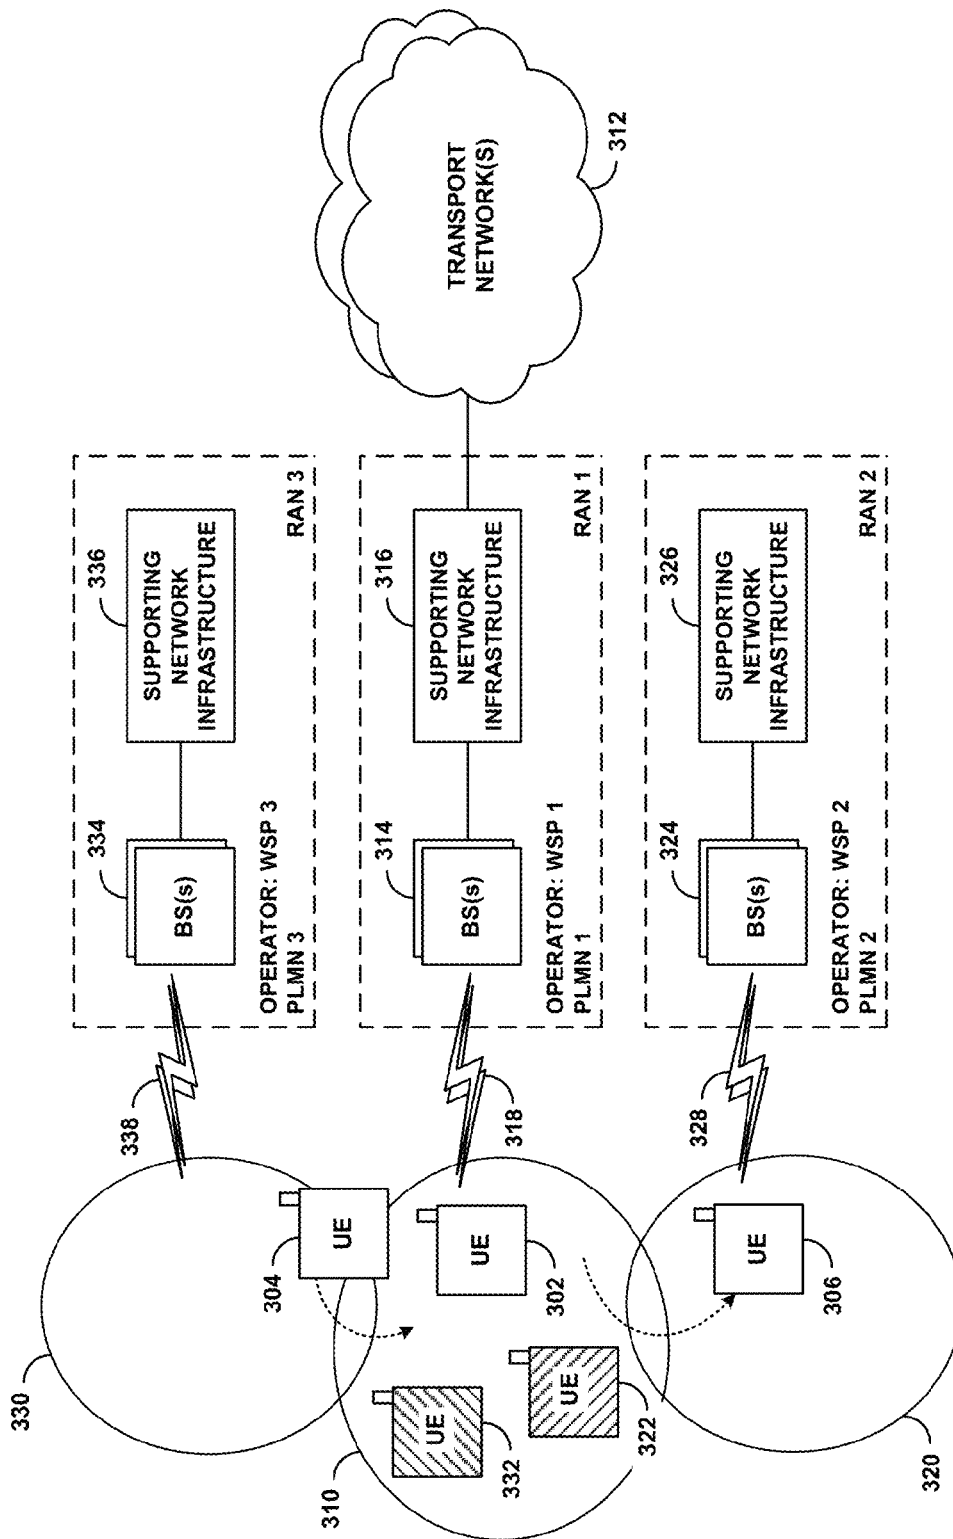 330
338
334
BS(s)
336
SUPPORTING
NETWORK
INFRASTRUCTURE
OPERATOR: WSP 3
PLMN 3
RAN 3
304
UE
310
UE
332
UE
302
UE
322
318
314
BS(s)
316
SUPPORTING
NETWORK
INFRASTRUCTURE
OPERATOR: WSP 1
PLMN 1
RAN 1
TRANSPORT
NETWORK(S)
312
320
UE
306
328
324
BS(s)
326
SUPPORTING
NETWORK
INFRASTRUCTURE
OPERATOR: WSP 2
PLMN 2
RAN 2